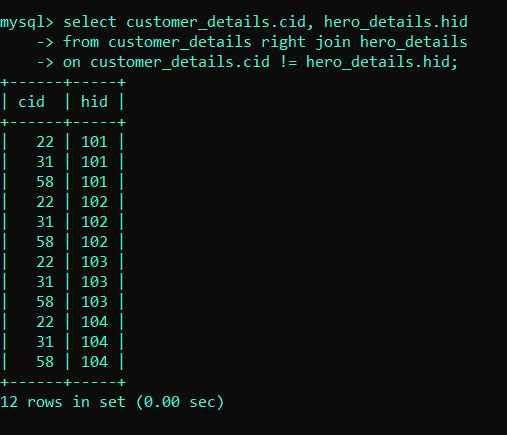 mysql> select customer_details.cid, hero_details.hid
    -> from customer_details right join hero_details
    -> on customer_details.cid != hero_details.hid;
+------+-----+
| cid  | hid |
+------+-----+
|   22 | 101 |
|   31 | 101 |
|   58 | 101 |
|   22 | 102 |
|   31 | 102 |
|   58 | 102 |
|   22 | 103 |
|   31 | 103 |
|   58 | 103 |
|   22 | 104 |
|   31 | 104 |
|   58 | 104 |
+------+-----+
12 rows in set (0.00 sec)